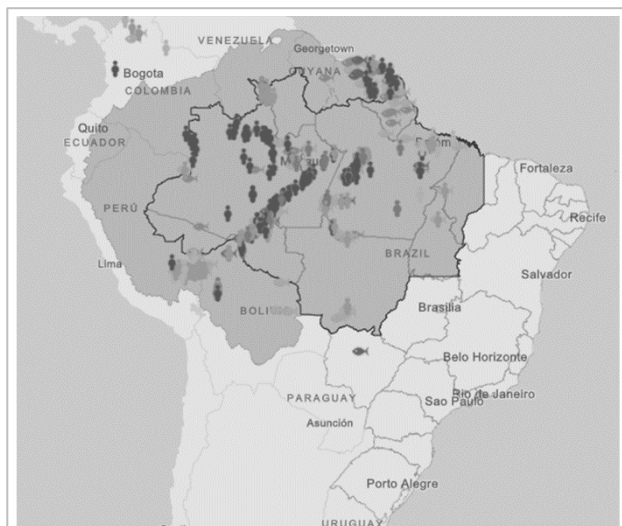 VENEZUELA
Georgetown
GUYANA
Bogota
COLOMBIA
Quito
ECUADOR
Fortaleza
PERÚ
Recife
BRAZIL
Lima
Salvador
Brasilia
Belo Horizonte
PARAGUAY
Rio de Janeiro
Sao Paulo
Asunción
Porto Alegre
URUGUAY